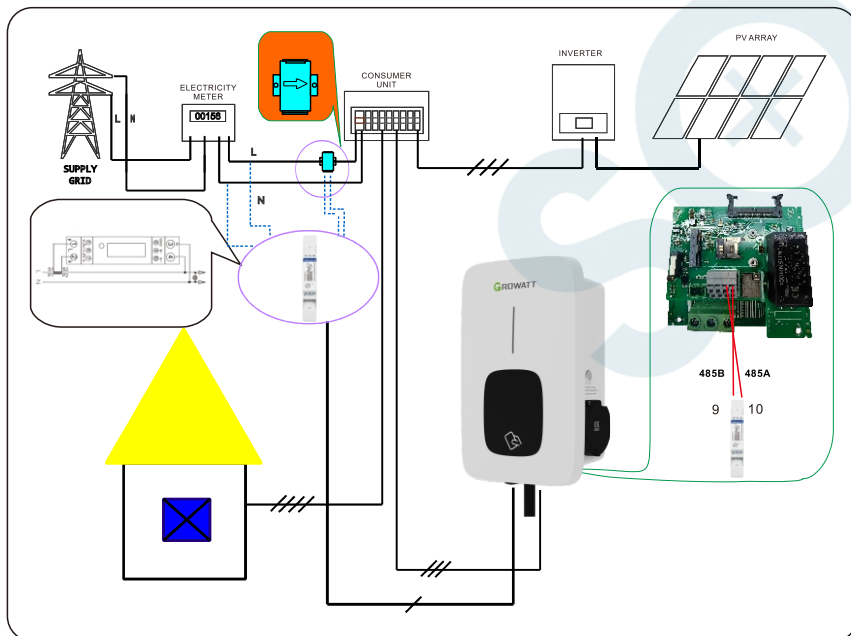 PV ARRAY
INVERTER
CONSUMER
UNIT
ELECTRICITY
METER
00156
L
N
SUPPLY
GRID
L
N
L
N
GROWATT
485B
485A
9
10